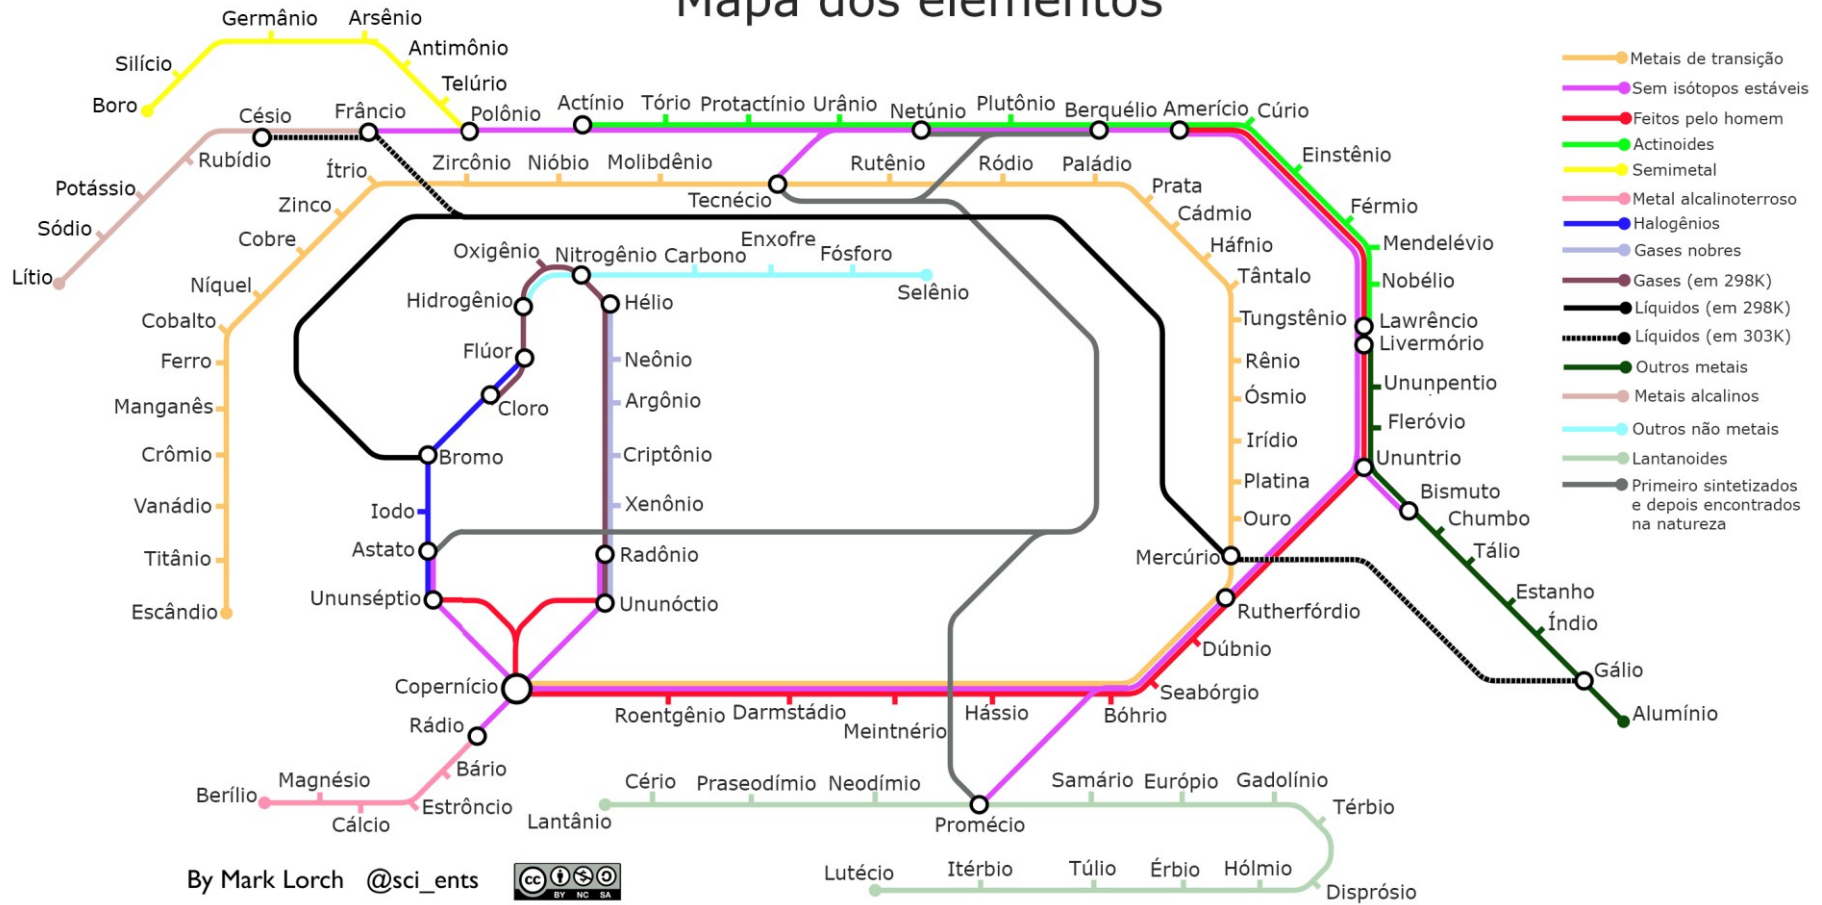 Mapa dos elementos
Germânio
Arsênio
Silício
Antimônio
Boro
Telúrio
Césio
Frâncio
Polônio
Actínio
Tório
Protactínio
Urânio
Netúnio
Plutônio
Berquélio
Amerício
Cúrio
Rubídio
Potássio
Sódio
Lítio
Ítrio
Zircônio
Nióbio
Molibdênio
Tecnécio
Rutênio
Ródio
Paládio
Einstênio
Prata
Cádmio
Háfnio
Tântalo
Férmio
Mendelévio
Nobélio
Zinco
Cobre
Níquel
Cobalto
Ferro
Manganês
Crômio
Vanádio
Titânio
Escândio
Oxigênio
Nitrogênio
Carbono
Enxofre
Fósforo
Selênio
Hidrogênio
Hélio
Flúor
Neônio
Cloro
Argônio
Bromo
Criptônio
Iodo
Xenônio
Astato
Radônio
Ununséptio
Ununóctio
Tungstênio
Rênio
Ósmio
Irídio
Platina
Ouro
Mercúrio
Rutherfórdio
Lawrêncio
Livermório
Ununpentio
Fleróvio
Ununtrio
Bismuto
Chumbo
Tálio
Estanho
Índio
Gálio
Alumínio
Dúbnio
Seabórgio
Copernício
Roentgênio
Darmstádio
Meintnério
Hássio
Bóhrio
Rádio
Bário
Estrôncio
Berílio
Magnésio
Cálcio
Lantânio
Cério
Praseodímio
Neodímio
Promécio
Samário
Európio
Gadolínio
Térbio
Disprósio
Hólmio
Érbio
Túlio
Itérbio
Lutécio
Metais de transição
Sem isótopos estáveis
Feitos pelo homem
Actinoides
Semimetal
Metal alcalinoterroso
Halogênios
Gases nobres
Gases (em 298K)
Líquidos (em 298K)
Líquidos (em 303K)
Outros metais
Metais alcalinos
Outros não metais
Lantanoides
Primeiro sintetizados
e depois encontrados
na natureza
By Mark Lorch @sci_ents
cc
BY NC SA